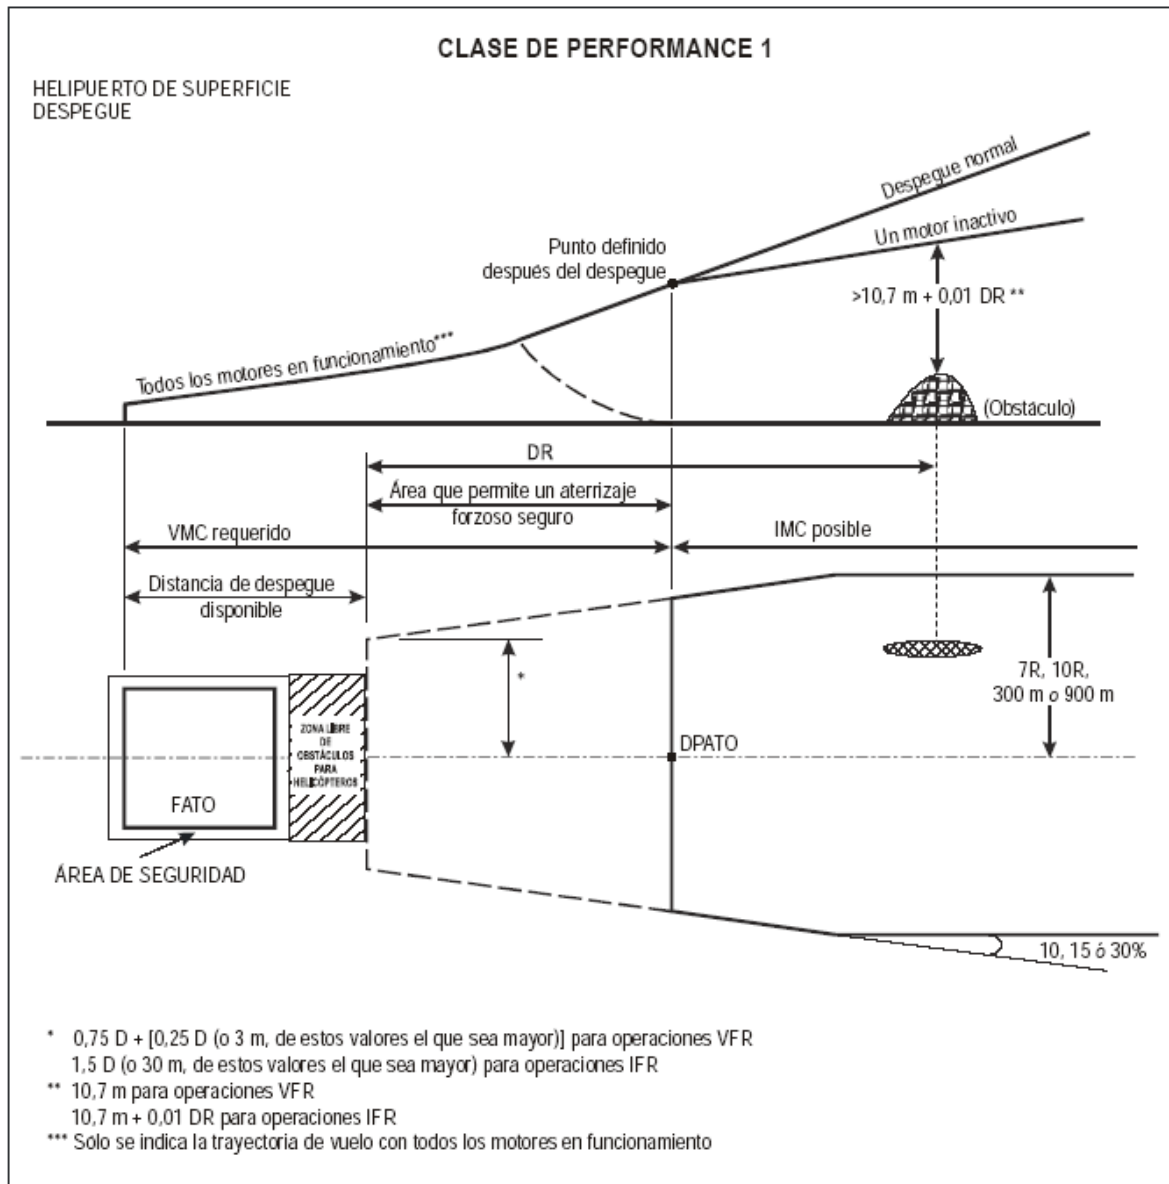 CLASE DE PERFORMANCE 1
HELIPUERTO DE SUPERFICIE
DESPEGUE
Despegue normal
Un motor inactivo
Punto definido
después del despegue
>10,7 m + 0,01 DR **
Todos los motores en funcionamiento***
(Obstáculo)
DR
Área que permite un aterrizaje
forzoso seguro
VMC requerido
IMC posible
Distancia de despegue
disponible
*
7R, 10R,
300 m o 900 m
ZONA LIBRE
DE
OBSTÁCULOS
PARA
HELICÓPTEROS
DPATO
FATO
ÁREA DE SEGURIDAD
10, 15 ó 30%
* 0,75 D + [0,25 D (o 3 m, de estos valores el que sea mayor)] para operaciones VFR
1,5 D (o 30 m, de estos valores el que sea mayor) para operaciones IFR
** 10,7 m para operaciones VFR
10,7 m + 0,01 DR para operaciones IFR
*** Sólo se indica la trayectoria de vuelo con todos los motores en funcionamiento